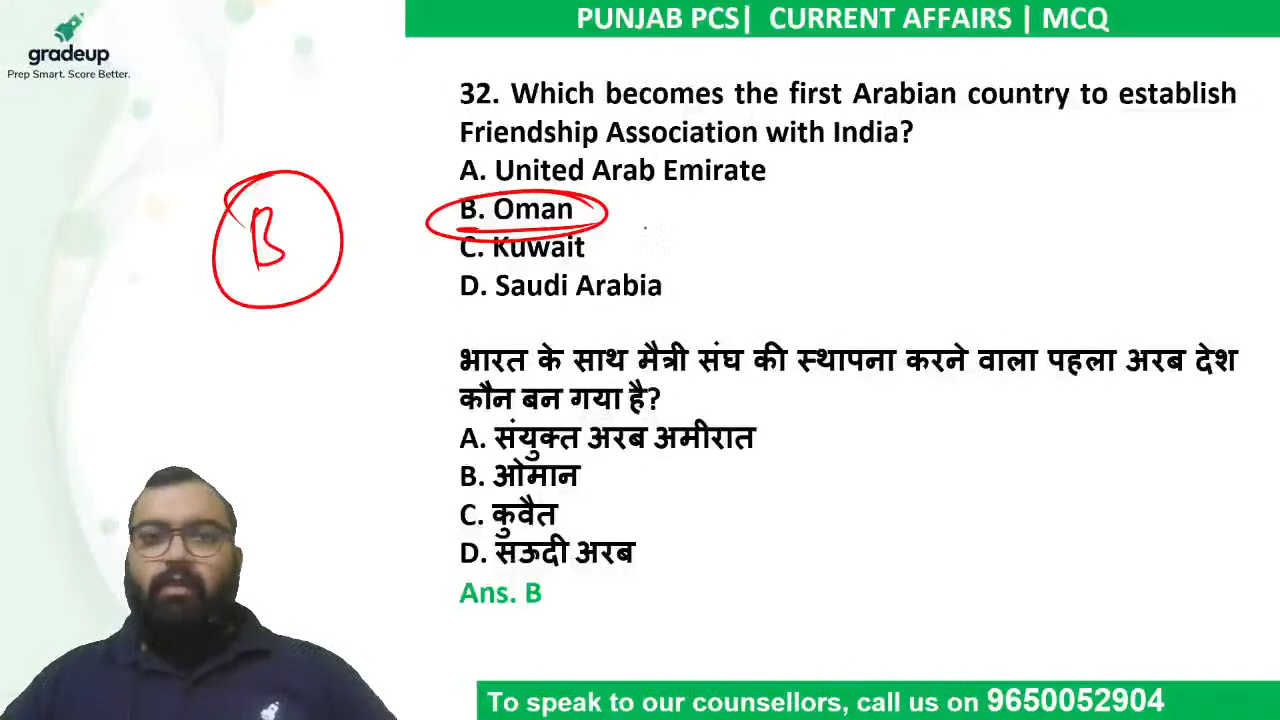 gradeup
Prep Smart. Score Better.
PUNJAB PCS| CURRENT AFFAIRS | MCQ
32. Which becomes the first Arabian country to establish
Friendship Association with India?
A. United Arab Emirate
B. Oman
C. Kuwait
D. Saudi Arabia
B
भारत के साथ मैत्री संघ की स्थापना करने वाला पहला अरब देश
कौन बन गया है?
A. संयुक्त अरब अमीरात
B. ओमान
C. कुवैत
D. सऊदी अरब
Ans. B
To speak to our counsellors, call us on 9650052904